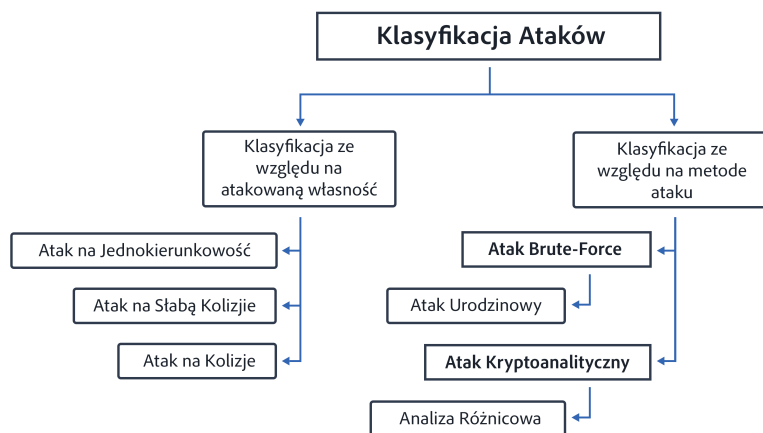 Klasyfikacja Ataków
Klasyfikacja ze
względu na
atakowaną własność
Klasyfikacja ze
względu na metode
ataku
Atak na Jednokierunkowość
Atak na Słabą Kolizjie
Atak na Kolizje
Atak Brute-Force
Atak Urodzinowy
Atak Kryptoanalityczny
Analiza Różnicowa